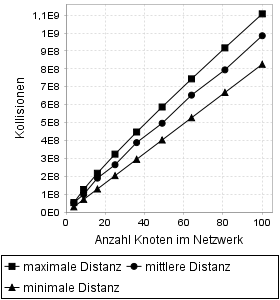 1,1E9
1E9
9E8
8E8
7E8
6E8
5E8
4E8
3E8
2E8
1E8
0E0
Kollisionen
0 20 40 60 80 100
Anzahl Knoten im Netzwerk
maximale Distanz mittlere Distanz
minimale Distanz